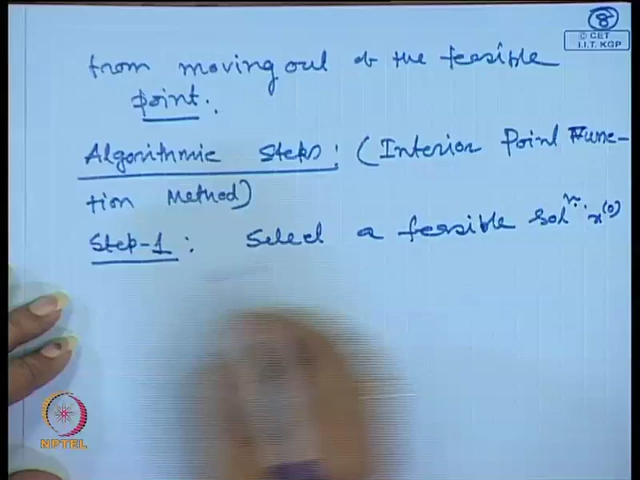 8
© CET
I.I.T. KGP
from moving out of the feasible
point.
Algorithmic Steps: (Interior Point Func-
tion Method)
Step-1: Select a feasible solⁿ. x⁽⁰⁾
NPTEL